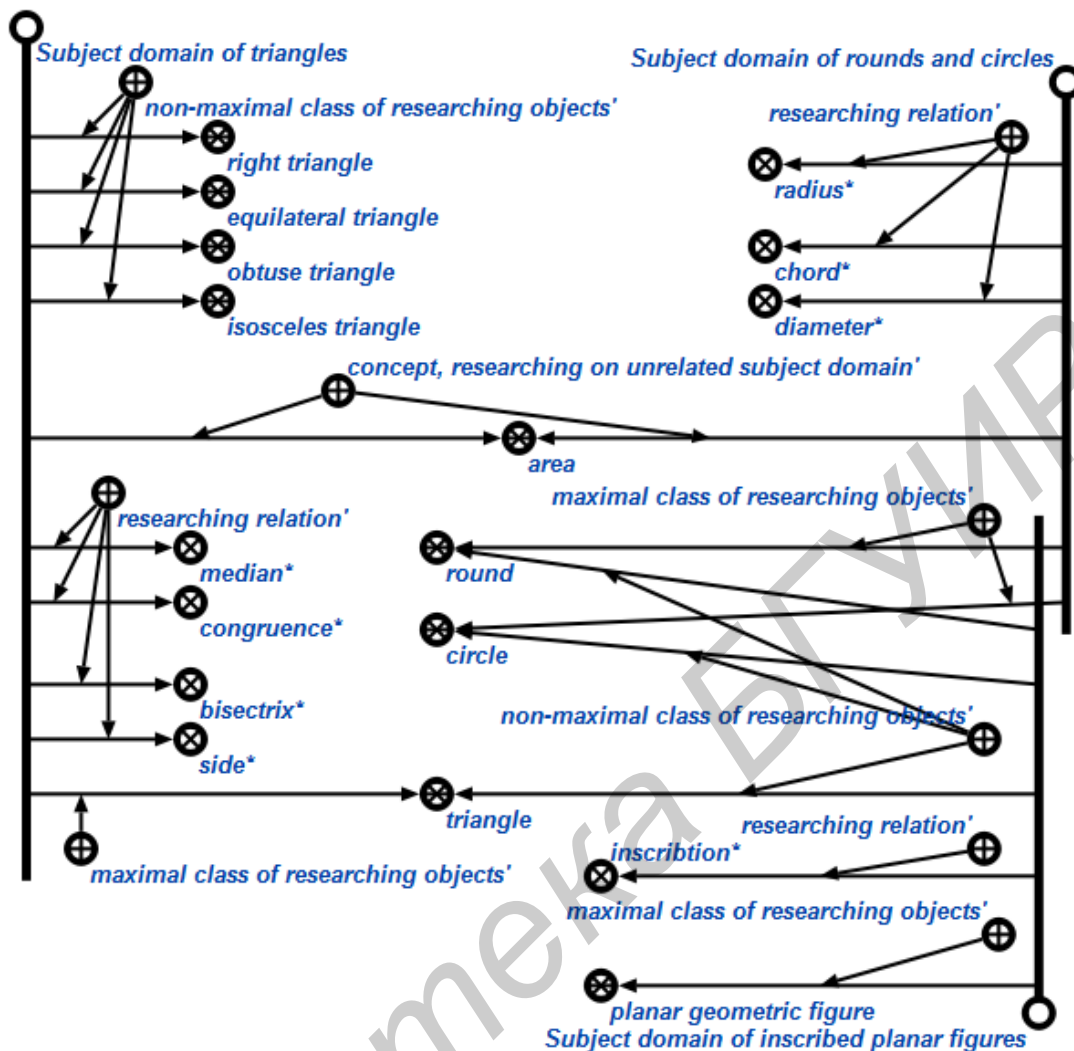 Subject domain of triangles
Subject domain of rounds and circles
non-maximal class of researching objects'
researching relation'
right triangle
radius*
equilateral triangle
obtuse triangle
chord*
isosceles triangle
diameter*
concept, researching on unrelated subject domain'
area
maximal class of researching objects'
researching relation'
median*
round
congruence*
circle
bisectrix*
non-maximal class of researching objects'
side*
triangle
researching relation'
inscribtion*
maximal class of researching objects'
maximal class of researching objects'
planar geometric figure
Subject domain of inscribed planar figures
тека БГУИР